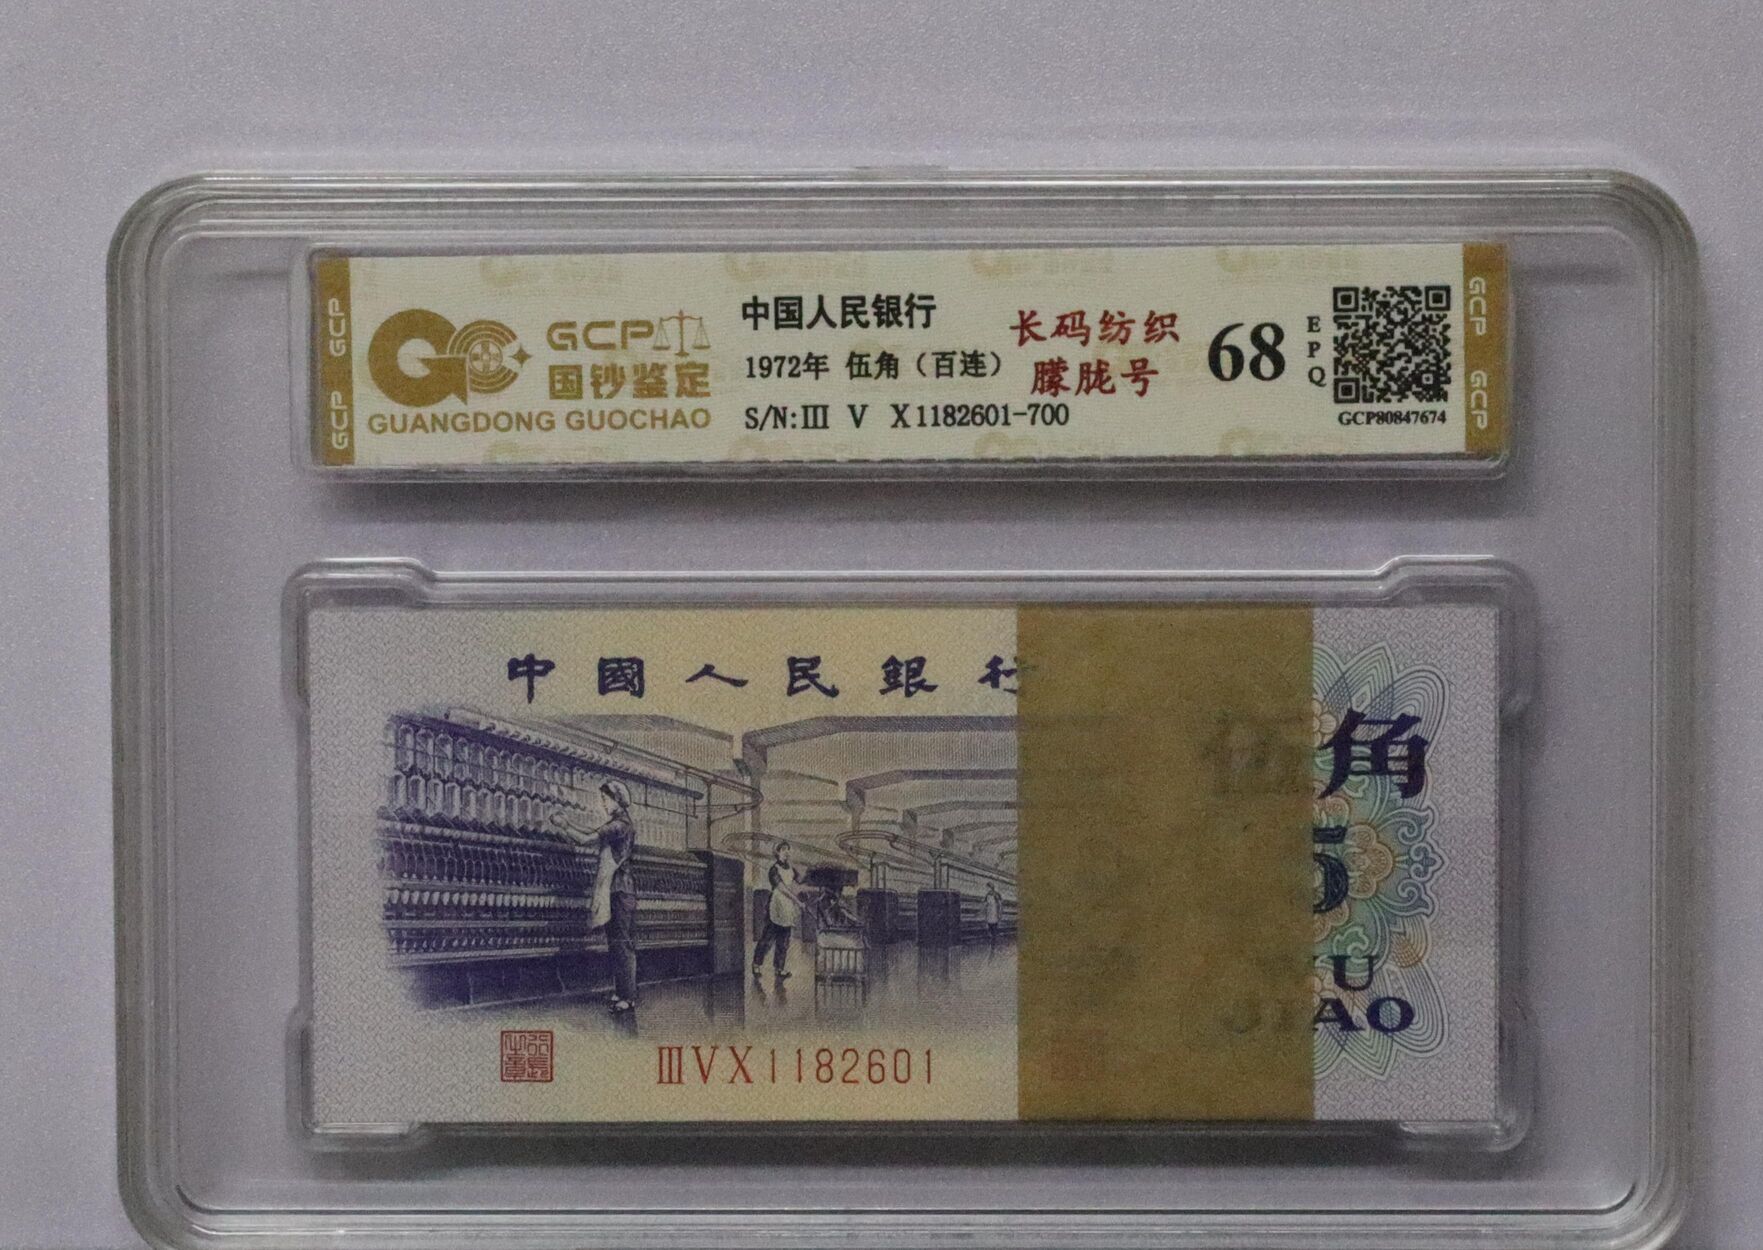 GCP
GCP
GCP
国钞鉴定
GUANGDONG GUOCHAO
中国人民银行
1972年 伍角（百连）
S/N:Ⅲ Ⅴ Ⅹ1182601-700
长码纺织
朦胧号
68
EPQ
GCP80847674
GCP
GCP
中國人民銀行
伍角
5
WU
JIAO
ⅢⅤⅩ1182601